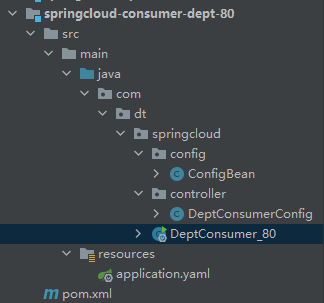 springcloud-consumer-dept-80
src
main
java
com
dt
springcloud
config
ConfigBean
controller
DeptConsumerConfig
DeptConsumer_80
resources
application.yaml
pom.xml